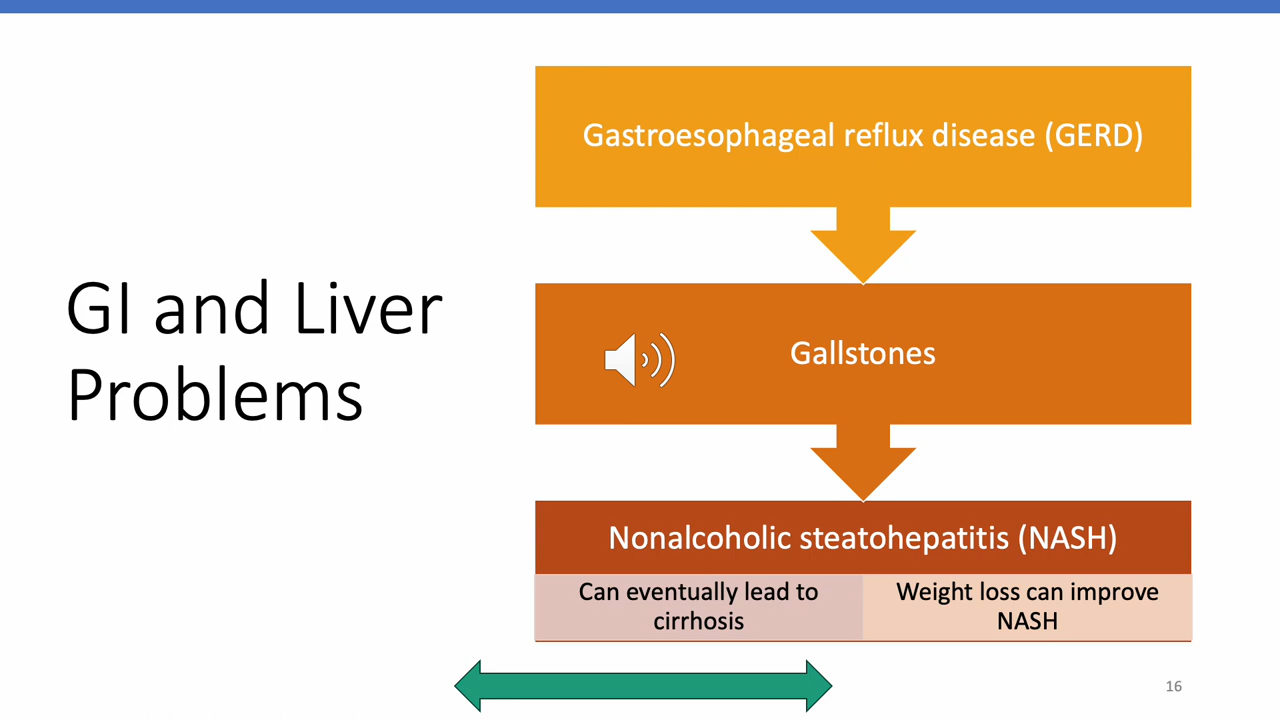 GI and Liver
Problems
Gastroesophageal reflux disease (GERD)
Gallstones
Nonalcoholic steatohepatitis (NASH)
Can eventually lead to
cirrhosis
Weight loss can improve
NASH
16